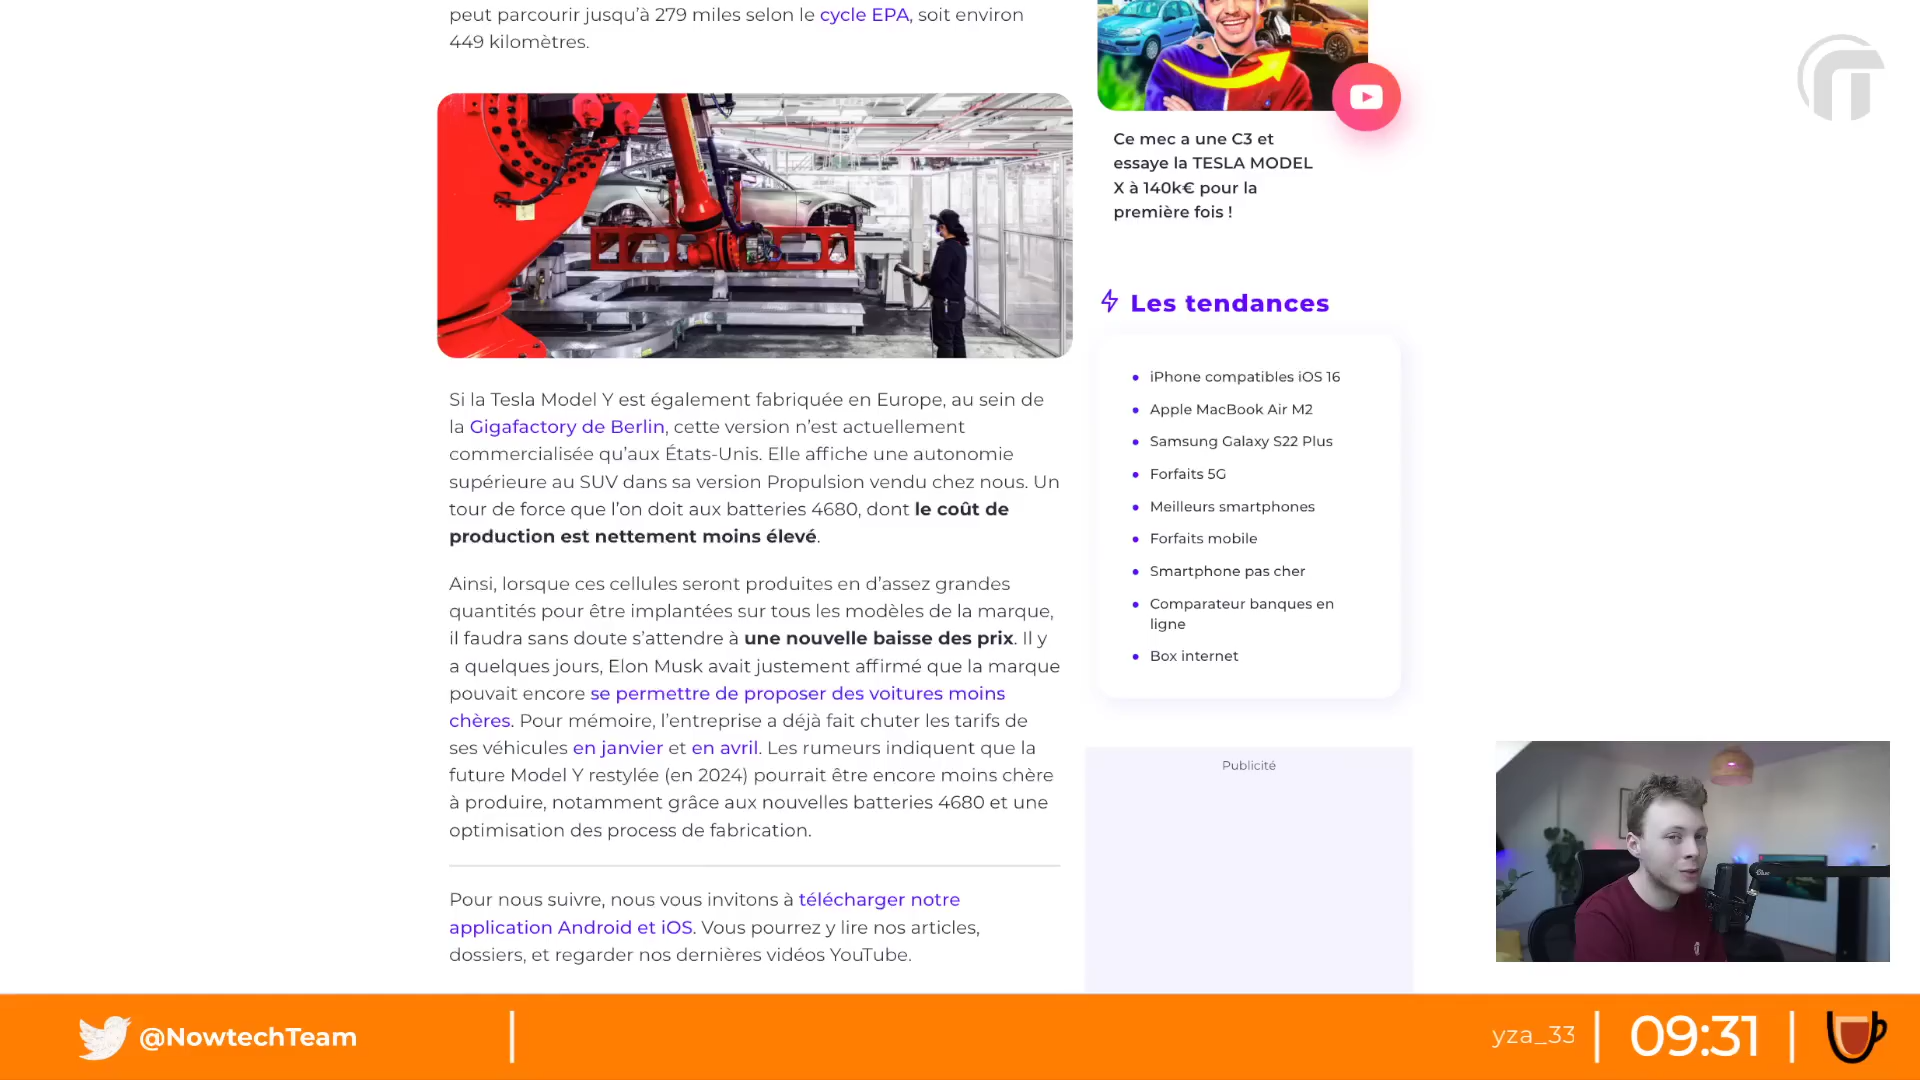 peut parcourir jusqu’à 279 miles selon le cycle EPA, soit environ
449 kilomètres.
Si la Tesla Model Y est également fabriquée en Europe, au sein de
la Gigafactory de Berlin, cette version n’est actuellement
commercialisée qu’aux États-Unis. Elle affiche une autonomie
supérieure au SUV dans sa version Propulsion vendu chez nous. Un
tour de force que l’on doit aux batteries 4680, dont le coût de
production est nettement moins élevé.
Ainsi, lorsque ces cellules seront produites en d’assez grandes
quantités pour être implantées sur tous les modèles de la marque,
il faudra sans doute s’attendre à une nouvelle baisse des prix. Il y
a quelques jours, Elon Musk avait justement affirmé que la marque
pouvait encore se permettre de proposer des voitures moins
chères. Pour mémoire, l’entreprise a déjà fait chuter les tarifs de
ses véhicules en janvier et en avril. Les rumeurs indiquent que la
future Model Y restylée (en 2024) pourrait être encore moins chère
à produire, notamment grâce aux nouvelles batteries 4680 et une
optimisation des process de fabrication.
Pour nous suivre, nous vous invitons à télécharger notre
application Android et iOS. Vous pourrez y lire nos articles,
dossiers, et regarder nos dernières vidéos YouTube.
Ce mec a une C3 et
essaye la TESLA MODEL
X à 140k€ pour la
première fois !
Les tendances
iPhone compatibles iOS 16
Apple MacBook Air M2
Samsung Galaxy S22 Plus
Forfaits 5G
Meilleurs smartphones
Forfaits mobile
Smartphone pas cher
Comparateur banques en
ligne
Box internet
Publicité
@NowtechTeam
yza_33
09:31